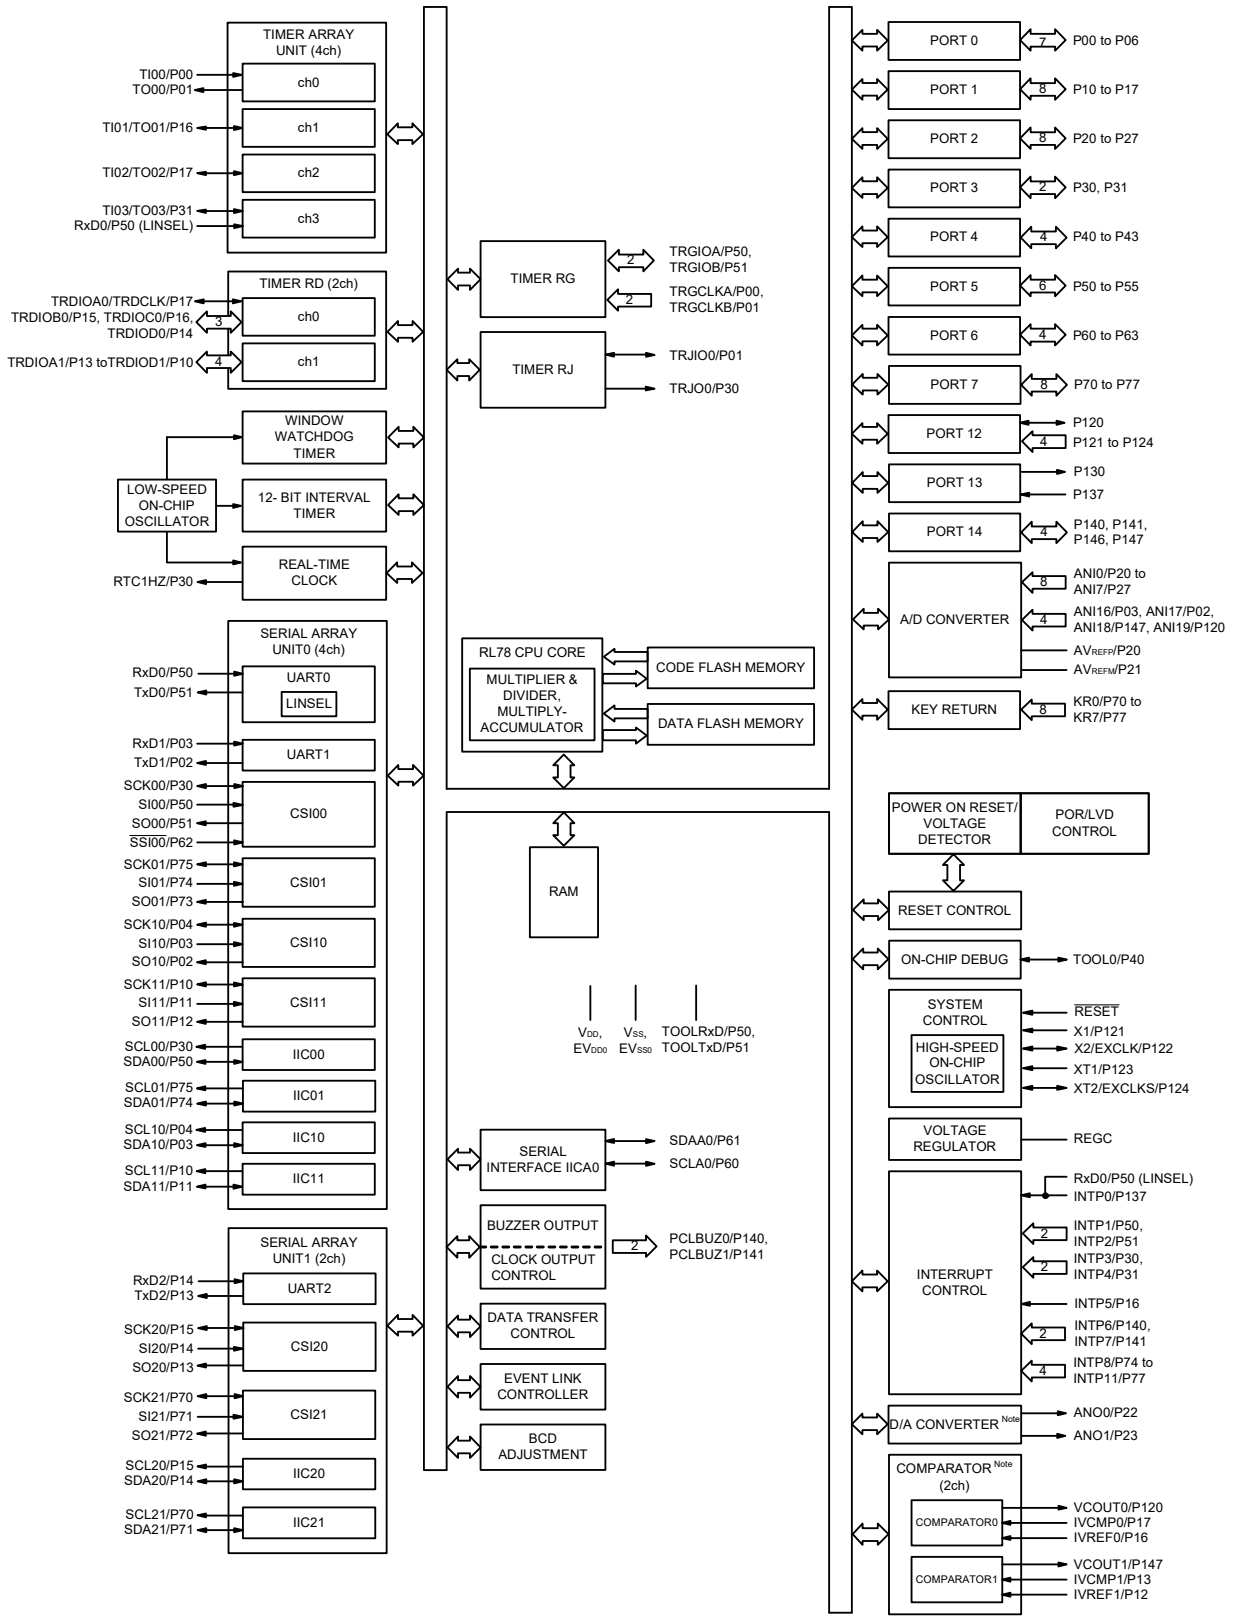 TIMER ARRAY
UNIT (4ch)
TI00/P00
TO00/P01
ch0
TI01/TO01/P16
ch1
TI02/TO02/P17
ch2
TI03/TO03/P31
RxD0/P50 (LINSEL)
ch3
TIMER RD (2ch)
TRDIOA0/TRDCLK/P17
TRDIOB0/P15, TRDIOC0/P16,
TRDIOD0/P14
3
ch0
TRDIOA1/P13 toTRDIOD1/P10
4
ch1
WINDOW
WATCHDOG
TIMER
LOW-SPEED
ON-CHIP
OSCILLATOR
12- BIT INTERVAL
TIMER
REAL-TIME
CLOCK
RTC1HZ/P30
SERIAL ARRAY
UNIT0 (4ch)
RxD0/P50
TxD0/P51
UART0
LINSEL
RxD1/P03
TxD1/P02
UART1
SCK00/P30
SI00/P50
SO00/P51
SSI00/P62
CSI00
SCK01/P75
SI01/P74
SO01/P73
CSI01
SCK10/P04
SI10/P03
SO10/P02
CSI10
SCK11/P10
SI11/P11
SO11/P12
CSI11
SCL00/P30
SDA00/P50
IIC00
SCL01/P75
SDA01/P74
IIC01
SCL10/P04
SDA10/P03
IIC10
SCL11/P10
SDA11/P11
IIC11
SERIAL ARRAY
UNIT1 (2ch)
RxD2/P14
TxD2/P13
UART2
SCK20/P15
SI20/P14
SO20/P13
CSI20
SCK21/P70
SI21/P71
SO21/P72
CSI21
SCL20/P15
SDA20/P14
IIC20
SCL21/P70
SDA21/P71
IIC21
TIMER RG
2
TRGIOA/P50,
TRGIOB/P51
2
TRGCLKA/P00,
TRGCLKB/P01
TIMER RJ
TRJIO0/P01
TRJO0/P30
RL78 CPU CORE
MULTIPLIER &
DIVIDER,
MULTIPLY-
ACCUMULATOR
CODE FLASH MEMORY
DATA FLASH MEMORY
RAM
VDD,
EVDD0
VSS,
EVSS0
TOOLRxD/P50,
TOOLTxD/P51
SERIAL
INTERFACE IICA0
SDAA0/P61
SCLA0/P60
BUZZER OUTPUT
CLOCK OUTPUT
CONTROL
2
PCLBUZ0/P140,
PCLBUZ1/P141
DATA TRANSFER
CONTROL
EVENT LINK
CONTROLLER
BCD
ADJUSTMENT
PORT 0
7
P00 to P06
PORT 1
8
P10 to P17
PORT 2
8
P20 to P27
PORT 3
2
P30, P31
PORT 4
4
P40 to P43
PORT 5
6
P50 to P55
PORT 6
4
P60 to P63
PORT 7
8
P70 to P77
PORT 12
P120
4
P121 to P124
PORT 13
P130
P137
PORT 14
4
P140, P141,
P146, P147
A/D CONVERTER
8
ANI0/P20 to
ANI7/P27
4
ANI16/P03, ANI17/P02,
ANI18/P147, ANI19/P120
AVREFP/P20
AVREFM/P21
KEY RETURN
8
KR0/P70 to
KR7/P77
POWER ON RESET/
VOLTAGE
DETECTOR
POR/LVD
CONTROL
RESET CONTROL
ON-CHIP DEBUG
TOOL0/P40
SYSTEM
CONTROL
HIGH-SPEED
ON-CHIP
OSCILLATOR
RESET
X1/P121
X2/EXCLK/P122
XT1/P123
XT2/EXCLKS/P124
VOLTAGE
REGULATOR
REGC
INTERRUPT
CONTROL
RxD0/P50 (LINSEL)
INTP0/P137
2
INTP1/P50,
INTP2/P51
2
INTP3/P30,
INTP4/P31
INTP5/P16
2
INTP6/P140,
INTP7/P141
4
INTP8/P74 to
INTP11/P77
D/A CONVERTER Note
ANO0/P22
ANO1/P23
COMPARATOR Note
(2ch)
COMPARATOR0
VCOUT0/P120
IVCMP0/P17
IVREF0/P16
COMPARATOR1
VCOUT1/P147
IVCMP1/P13
IVREF1/P12